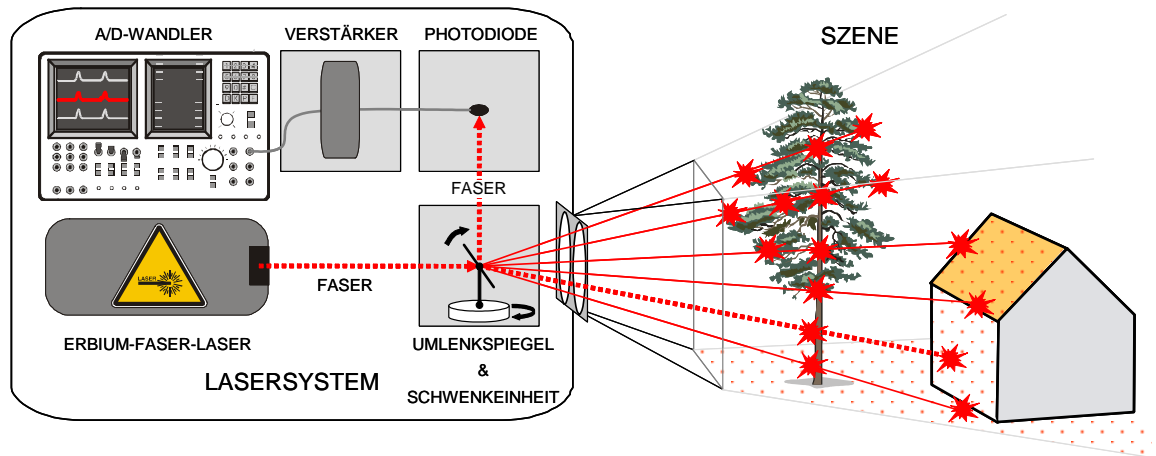 A/D-WANDLER
VERSTÄRKER
PHOTODIODE
SZENE
FASER
LASER
FASER
ERBIUM-FASER-LASER
UMLENKSPIEGEL
&
SCHWENKEINHEIT
LASERSYSTEM